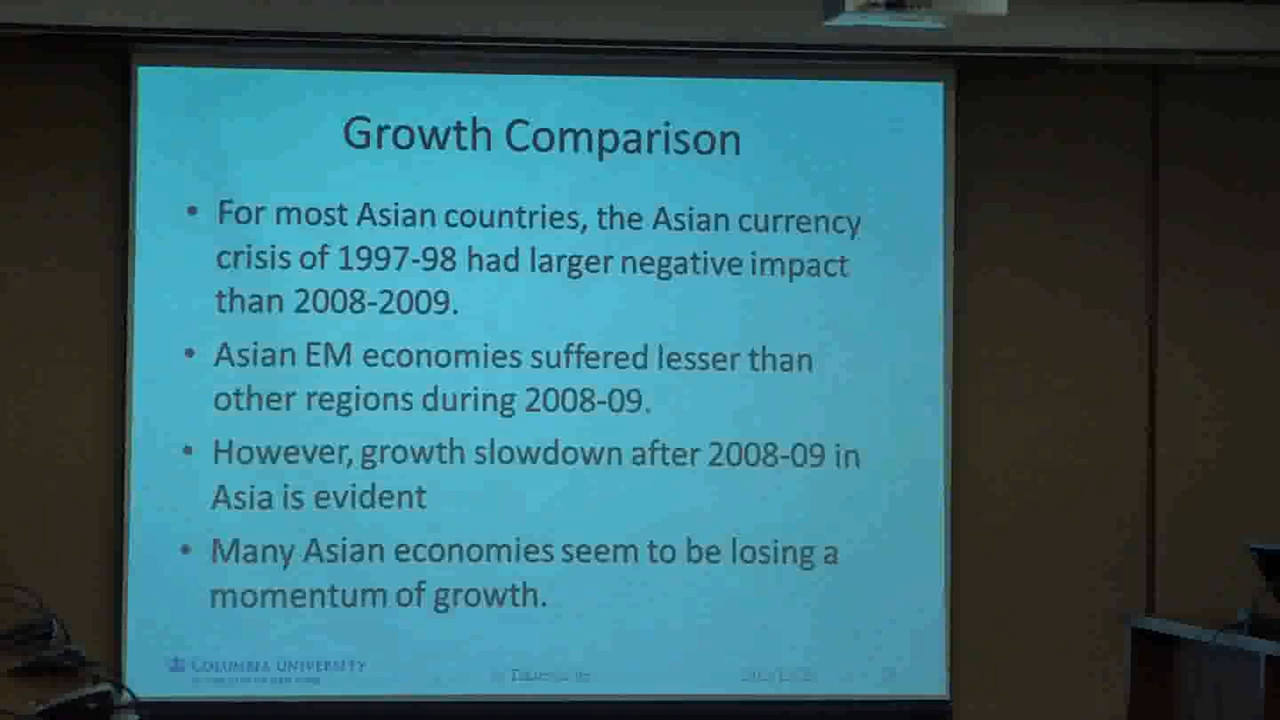 Growth Comparison
• For most Asian countries, the Asian currency
crisis of 1997-98 had larger negative impact
than 2008-2009.
• Asian EM economies suffered lesser than
other regions during 2008-09.
• However, growth slowdown after 2008-09 in
Asia is evident
• Many Asian economies seem to be losing a
momentum of growth.
COLUMBIA UNIVERSITY